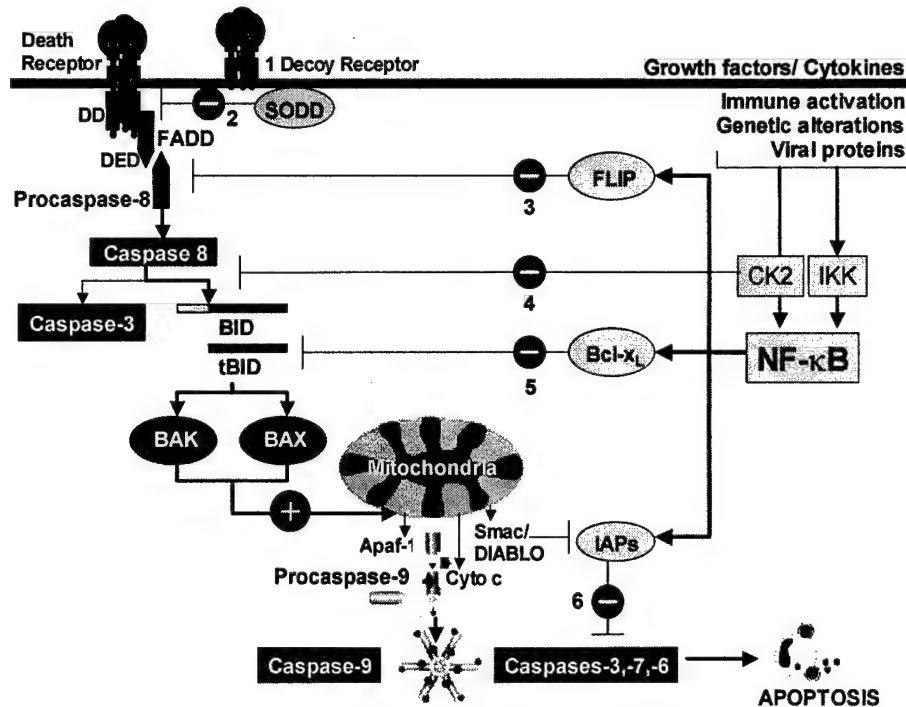 Death
Receptor
1 Decoy Receptor
Growth factors/ Cytokines
Immune activation
Genetic alterations
Viral proteins
DD
2
SODD
FADD
DED
FLIP
3
Procaspase-8
Caspase 8
4
CK2
IKK
Caspase-3
BID
tBID
5
Bcl-xL
NF-κB
BAK
BAX
Mitochondria
Apaf-1
Smac/
DIABLO
IAPs
Procaspase-9
Cyto c
6
Caspase-9
Caspases-3,-7,-6
APOPTOSIS